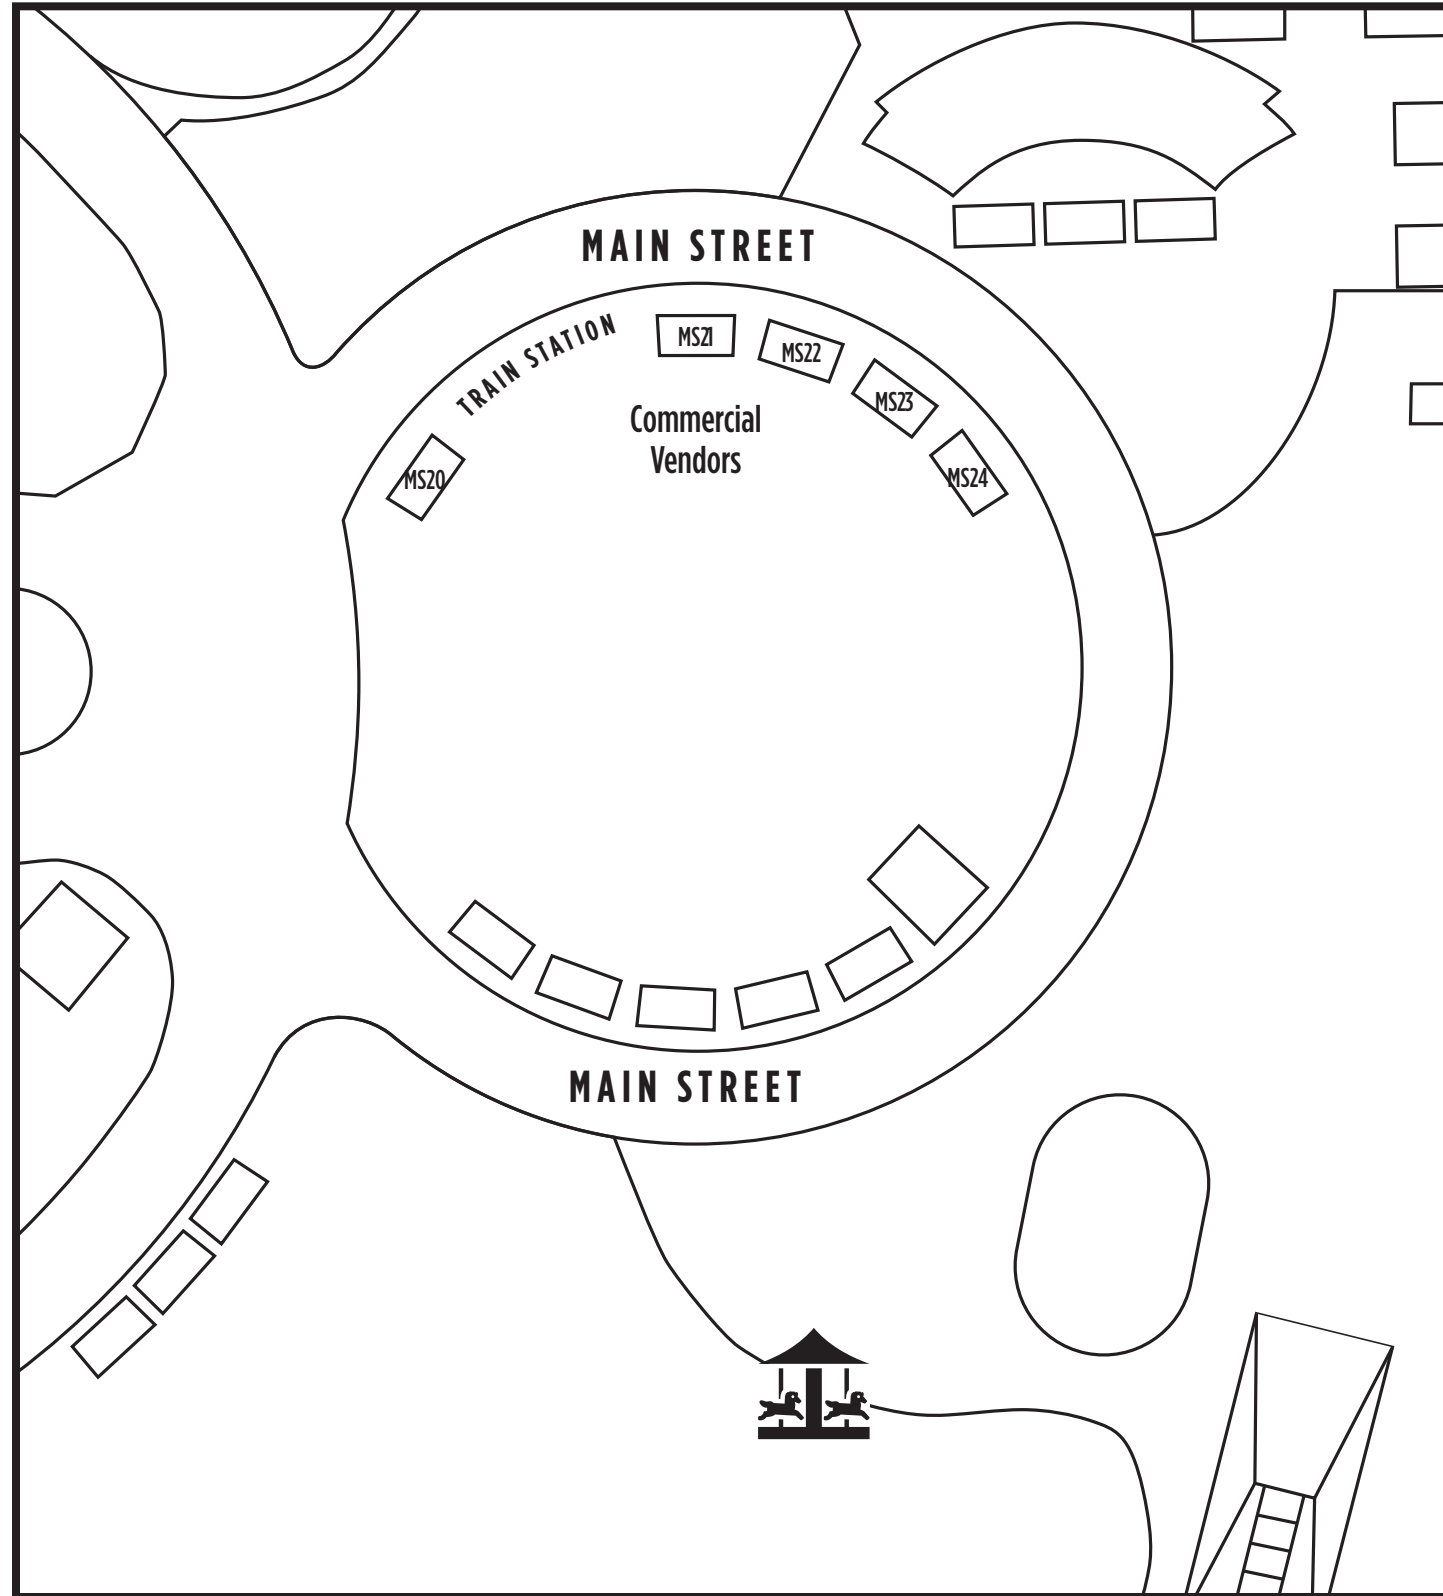 MAIN STREET
TRAIN STATION
MS21
MS22
MS23
MS24
MS20
Commercial
Vendors
MAIN STREET